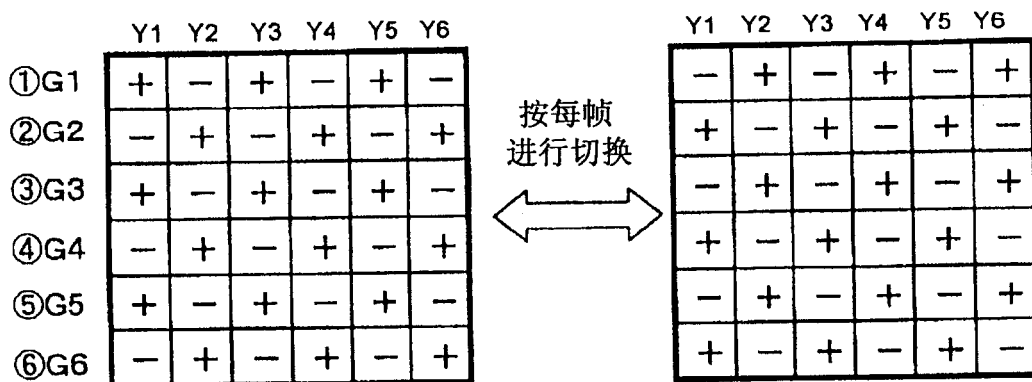 Y1 Y2 Y3 Y4 Y5 Y6
①G1 + − + − + −
②G2 − + − + − +
③G3 + − + − + −
④G4 − + − + − +
⑤G5 + − + − + −
⑥G6 − + − + − +
按每帧
进行切换
Y1 Y2 Y3 Y4 Y5 Y6
− + − + − +
+ − + − + −
− + − + − +
+ − + − + −
− + − + − +
+ − + − + −